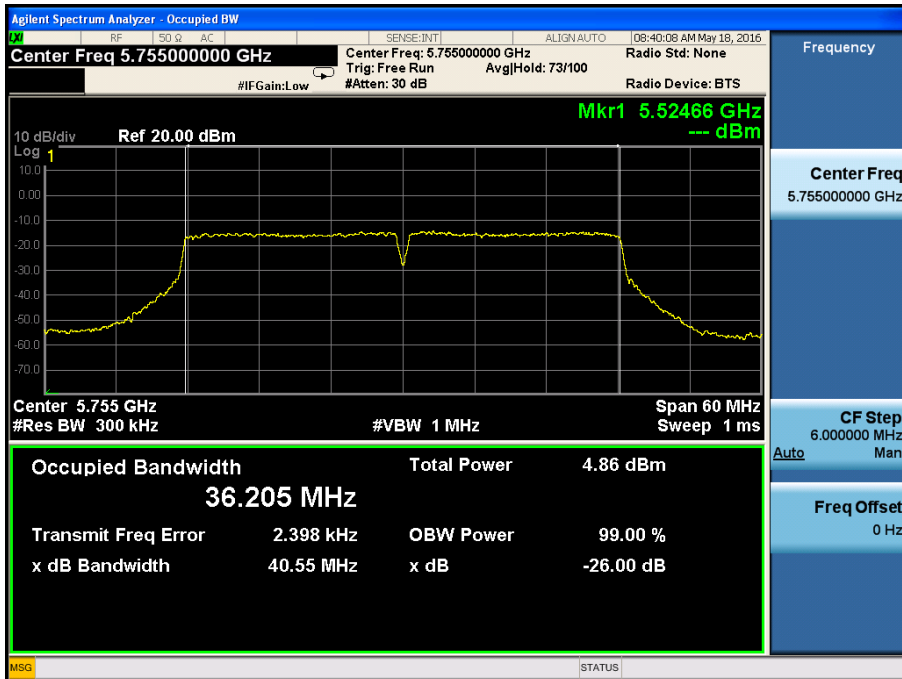 Agilent Spectrum Analyzer - Occupied BW
LXI RF 50 Ω AC SENSE:INT ALIGN AUTO 08:40:08 AM May 18, 2016
Center Freq 5.755000000 GHz
Center Freq: 5.755000000 GHz
Radio Std: None
Trig: Free Run Avg|Hold: 73/100
#IFGain:Low
#Atten: 30 dB
Radio Device: BTS
Mkr1 5.52466 GHz
--- dBm
10 dB/div Ref 20.00 dBm
Log
1
10.0
0.00
-10.0
-20.0
-30.0
-40.0
-50.0
-60.0
-70.0
Center 5.755 GHz Span 60 MHz
#Res BW 300 kHz #VBW 1 MHz Sweep 1 ms
Occupied Bandwidth Total Power 4.86 dBm
36.205 MHz
Transmit Freq Error 2.398 kHz OBW Power 99.00 %
x dB Bandwidth 40.55 MHz x dB -26.00 dB
Frequency
Center Freq
5.755000000 GHz
CF Step
6.000000 MHz
Auto Man
Freq Offset
0 Hz
MSG STATUS